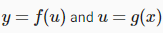 y = f(u) and u = g(x)